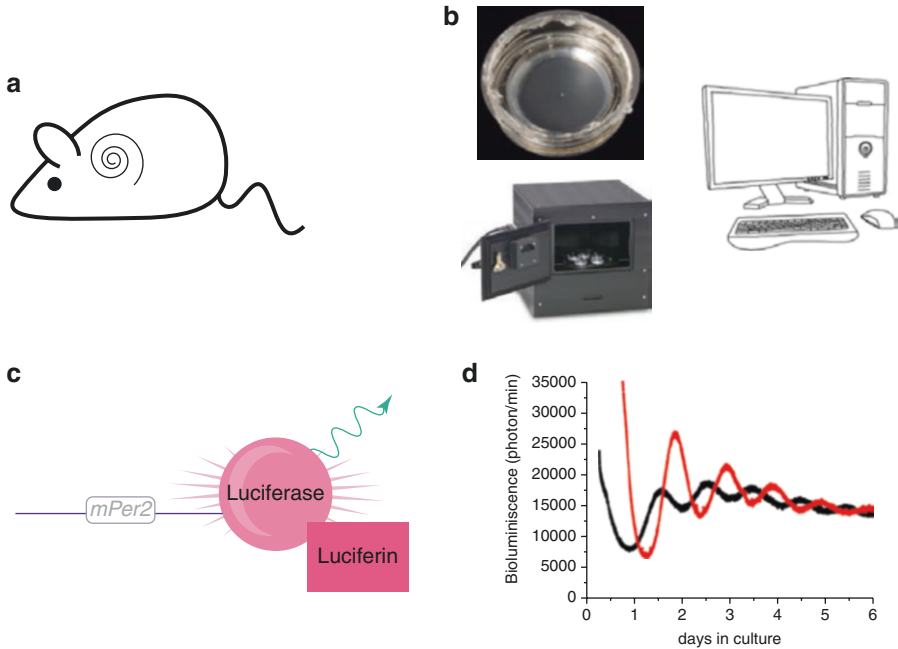 a
b
c
mPer2
Luciferase
Luciferin
d
Bioluminiscence (photon/min)
35000
30000
25000
20000
15000
10000
5000
0
0 1 2 3 4 5 6
days in culture